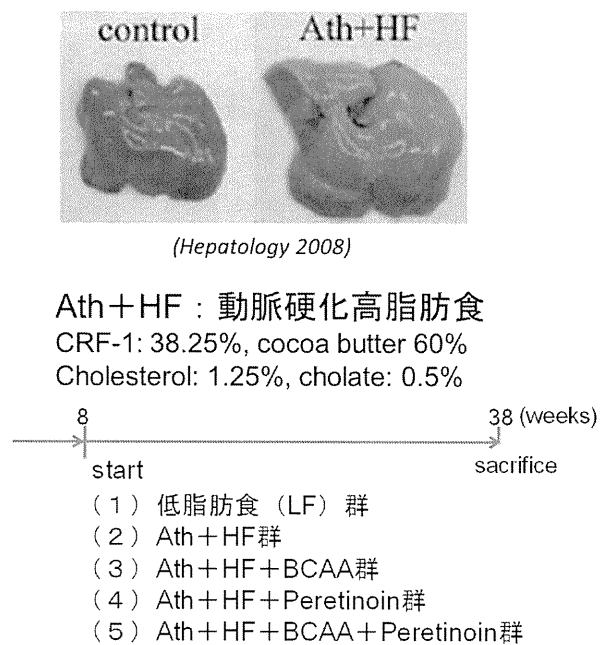 control
Ath+HF
(Hepatology 2008)
Ath＋HF：動脈硬化高脂肪食
CRF-1: 38.25%, cocoa butter 60%
Cholesterol: 1.25%, cholate: 0.5%
8
38 (weeks)
start
sacrifice
（１）低脂肪食（LF）群
（２）Ath＋HF群
（３）Ath＋HF＋BCAA群
（４）Ath＋HF＋Peretinoin群
（５）Ath＋HF＋BCAA＋Peretinoin群